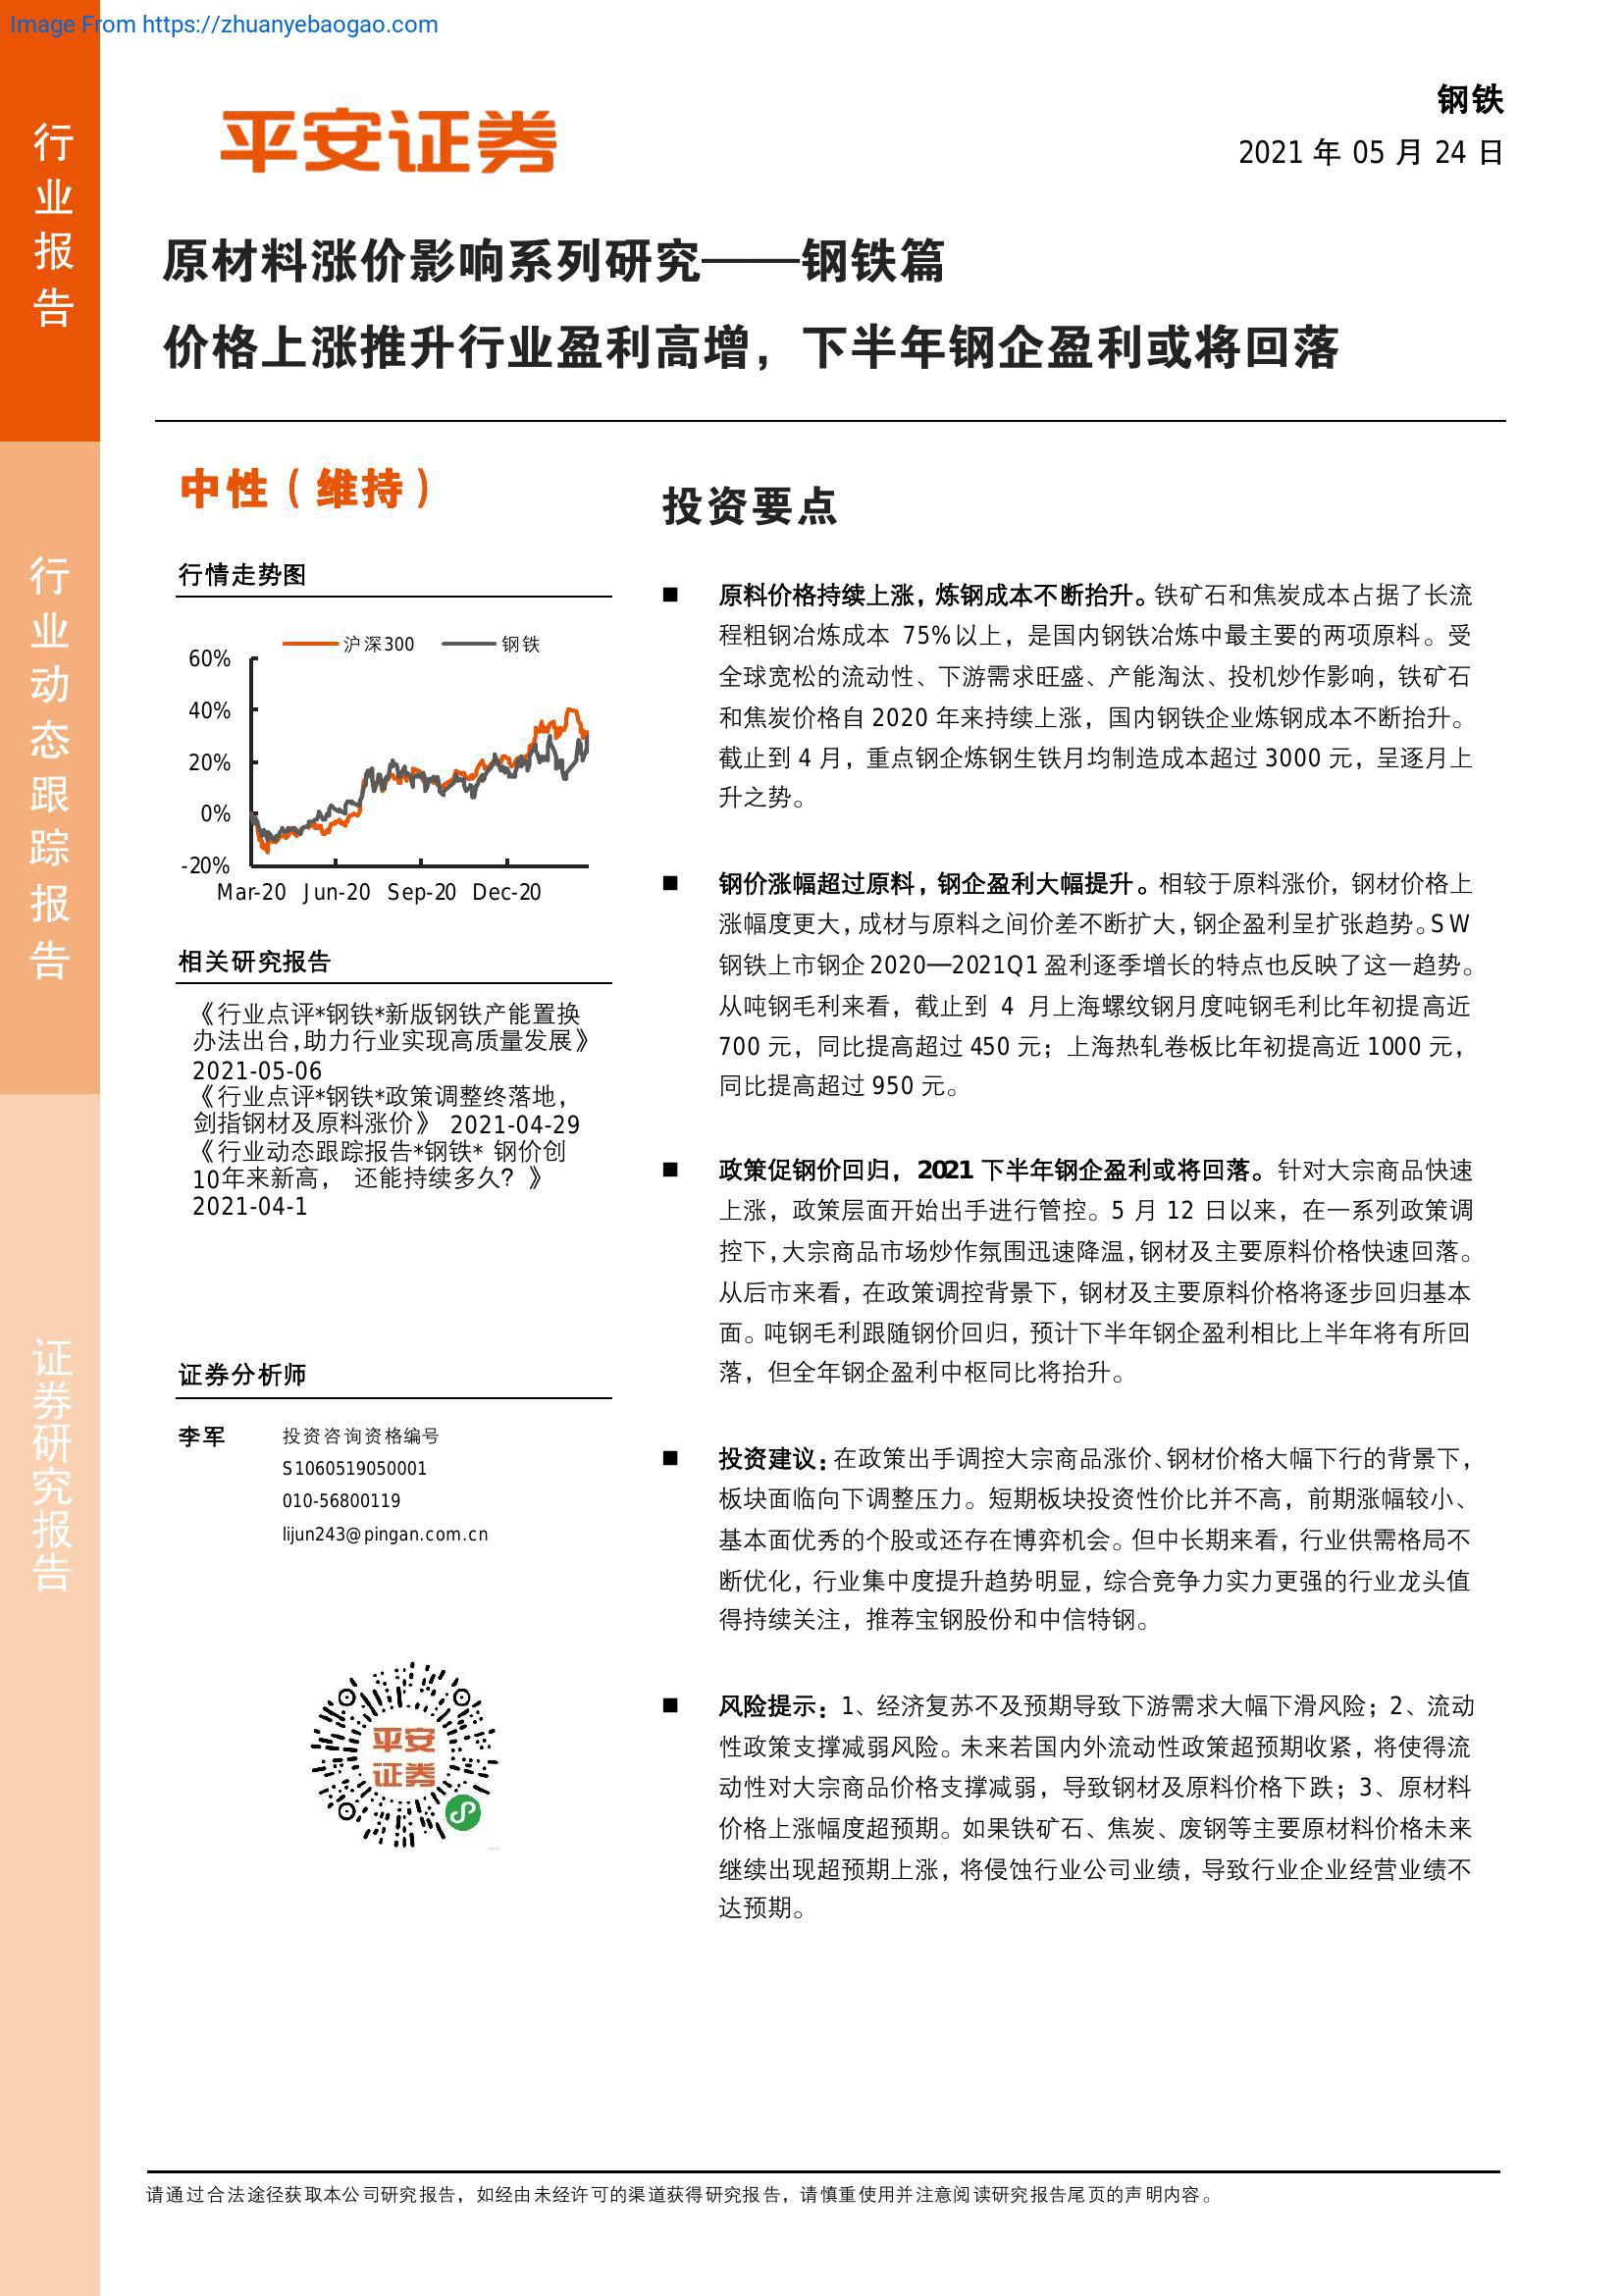 Image From https://zhuanyebaogao.com
行业报告
行业动态跟踪报告
证券研究报告
平安证券
钢铁
2021 年 05 月 24 日
原材料涨价影响系列研究——钢铁篇
价格上涨推升行业盈利高增，下半年钢企盈利或将回落
中性（维持）
行情走势图
沪深300 钢铁
60%
40%
20%
0%
-20%
Mar-20 Jun-20 Sep-20 Dec-20
相关研究报告
《行业点评*钢铁*新版钢铁产能置换
办法出台，助力行业实现高质量发展》
2021-05-06
《行业点评*钢铁*政策调整终落地，
剑指钢材及原料涨价》 2021-04-29
《行业动态跟踪报告*钢铁* 钢价创
10年来新高， 还能持续多久？》
2021-04-1
证券分析师
李军 投资咨询资格编号
S1060519050001
010-56800119
lijun243@pingan.com.cn
平安
证券
投资要点
■ 原料价格持续上涨，炼钢成本不断抬升。铁矿石和焦炭成本占据了长流
程粗钢冶炼成本 75%以上，是国内钢铁冶炼中最主要的两项原料。受
全球宽松的流动性、下游需求旺盛、产能淘汰、投机炒作影响，铁矿石
和焦炭价格自 2020 年来持续上涨，国内钢铁企业炼钢成本不断抬升。
截止到 4 月，重点钢企炼钢生铁月均制造成本超过 3000 元，呈逐月上
升之势。
■ 钢价涨幅超过原料，钢企盈利大幅提升。相较于原料涨价，钢材价格上
涨幅度更大，成材与原料之间价差不断扩大，钢企盈利呈扩张趋势。SW
钢铁上市钢企 2020—2021Q1 盈利逐季增长的特点也反映了这一趋势。
从吨钢毛利来看，截止到 4 月上海螺纹钢月度吨钢毛利比年初提高近
700 元，同比提高超过 450 元；上海热轧卷板比年初提高近 1000 元，
同比提高超过 950 元。
■ 政策促钢价回归，2021 下半年钢企盈利或将回落。针对大宗商品快速
上涨，政策层面开始出手进行管控。5 月 12 日以来，在一系列政策调
控下，大宗商品市场炒作氛围迅速降温，钢材及主要原料价格快速回落。
从后市来看，在政策调控背景下，钢材及主要原料价格将逐步回归基本
面。吨钢毛利跟随钢价回归，预计下半年钢企盈利相比上半年将有所回
落，但全年钢企盈利中枢同比将抬升。
■ 投资建议：在政策出手调控大宗商品涨价、钢材价格大幅下行的背景下，
板块面临向下调整压力。短期板块投资性价比并不高，前期涨幅较小、
基本面优秀的个股或还存在博弈机会。但中长期来看，行业供需格局不
断优化，行业集中度提升趋势明显，综合竞争力实力更强的行业龙头值
得持续关注，推荐宝钢股份和中信特钢。
■ 风险提示：1、经济复苏不及预期导致下游需求大幅下滑风险；2、流动
性政策支撑减弱风险。未来若国内外流动性政策超预期收紧，将使得流
动性对大宗商品价格支撑减弱，导致钢材及原料价格下跌；3、原材料
价格上涨幅度超预期。如果铁矿石、焦炭、废钢等主要原材料价格未来
继续出现超预期上涨，将侵蚀行业公司业绩，导致行业企业经营业绩不
达预期。
请通过合法途径获取本公司研究报告，如经由未经许可的渠道获得研究报告，请慎重使用并注意阅读研究报告尾页的声明内容。